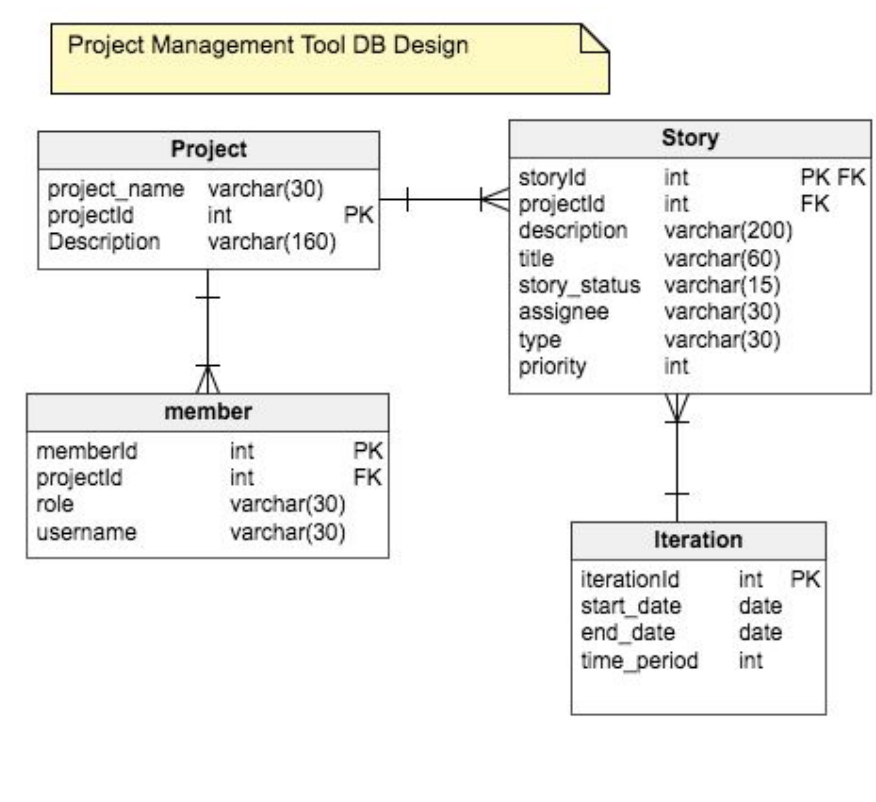 Project Management Tool DB Design
Project
project_name varchar(30)
projectId int PK
Description varchar(160)
Story
storyId int PK FK
projectId int FK
description varchar(200)
title varchar(60)
story_status varchar(15)
assignee varchar(30)
type varchar(30)
priority int
member
memberId int PK
projectId int FK
role varchar(30)
username varchar(30)
Iteration
iterationId int PK
start_date date
end_date date
time_period int